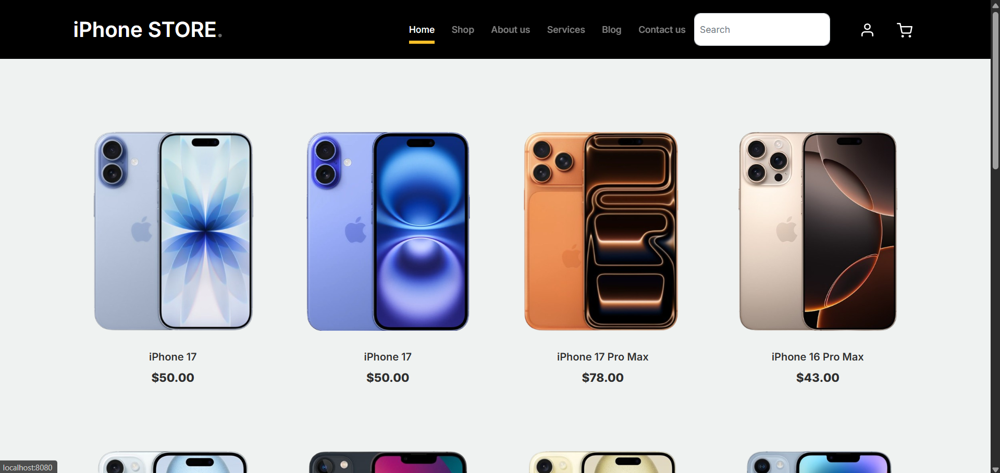 iPhone STORE.
Home Shop About us Services Blog Contact us Search
iPhone 17 iPhone 17 iPhone 17 Pro Max iPhone 16 Pro Max
$50.00 $50.00 $78.00 $43.00
localhost:8080